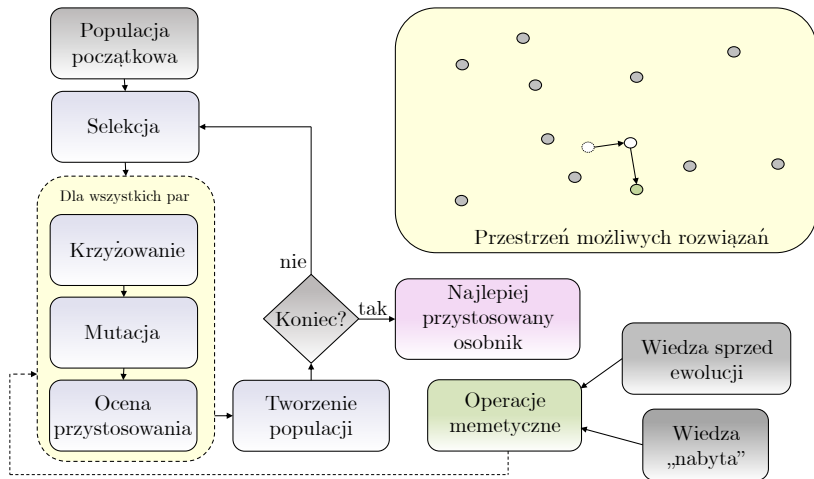 Populacja
początkowa
Selekcja
Dla wszystkich par
Krzyżowanie
Mutacja
Ocena
przystosowania
Tworzenie
populacji
nie
Koniec?
tak
Najlepiej
przystosowany
osobnik
Przestrzeń możliwych rozwiązań
Operacje
memetyczne
Wiedza sprzed
ewolucji
Wiedza
„nabyta”